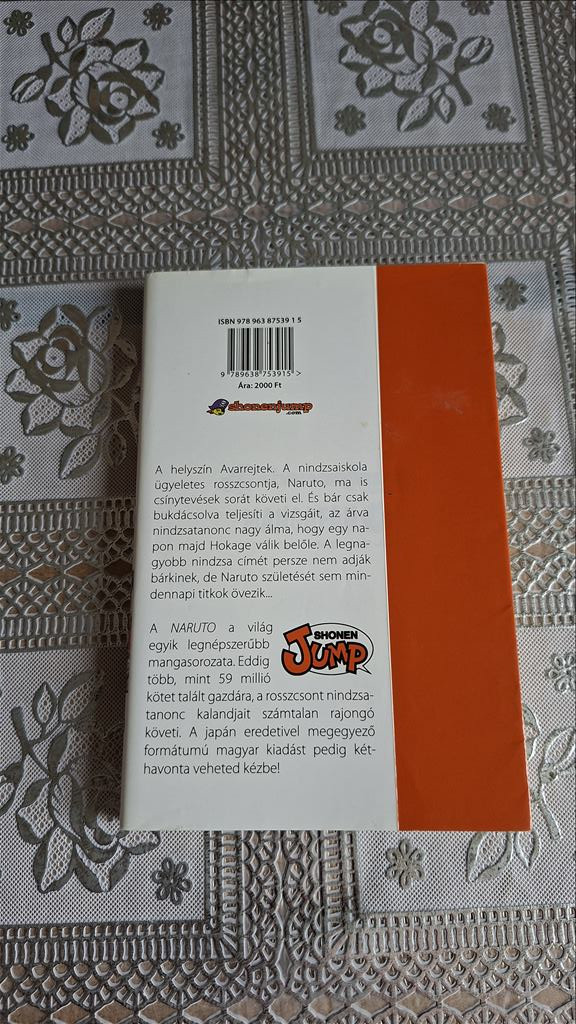 ISBN 978 963 87539 1 5
9 789638 753915 >
Ára: 2000 Ft
shonenjump
.com
A helyszín Avarrejtek. A nindzsaiskola
ügyeletes rosszcsontja, Naruto, ma is
csínytevések sorát követi el. És bár csak
bukdácsolva teljesíti a vizsgáit, az árva
nindzsatanonc nagy álma, hogy egy na-
pon majd Hokage válik belőle. A legna-
gyobb nindzsa címét persze nem adják
bárkinek, de Naruto születését sem min-
dennapi titkok övezik...
A NARUTO a világ
egyik legnépszerűbb
mangasorozata. Eddig
több, mint 59 millió
kötet talált gazdára, a rosszcsont nindzsa-
tanonc kalandjait számtalan rajongó
követi. A japán eredetivel megegyező
formátumú magyar kiadást pedig két-
havonta veheted kézbe!
SHONEN
JUMP